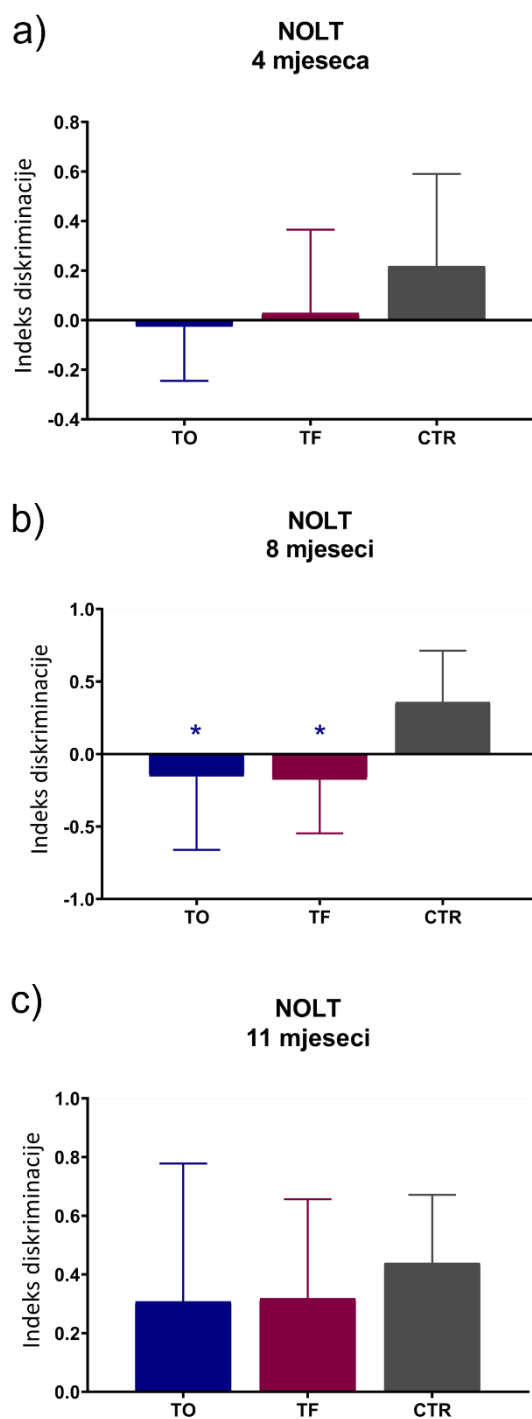 a)
NOLT
4 mjeseca
Indeks diskriminacije
0.8
0.6
0.4
0.2
0.0
-0.2
-0.4
TO TF CTR
b)
NOLT
8 mjeseci
Indeks diskriminacije
1.0
0.5
0.0
-0.5
-1.0
* *
TO TF CTR
c)
NOLT
11 mjeseci
Indeks diskriminacije
1.0
0.8
0.6
0.4
0.2
0.0
TO TF CTR